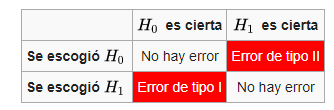 H₀ es cierta H₁ es cierta
Se escogió H₀ No hay error Error de tipo II
Se escogió H₁ Error de tipo I No hay error